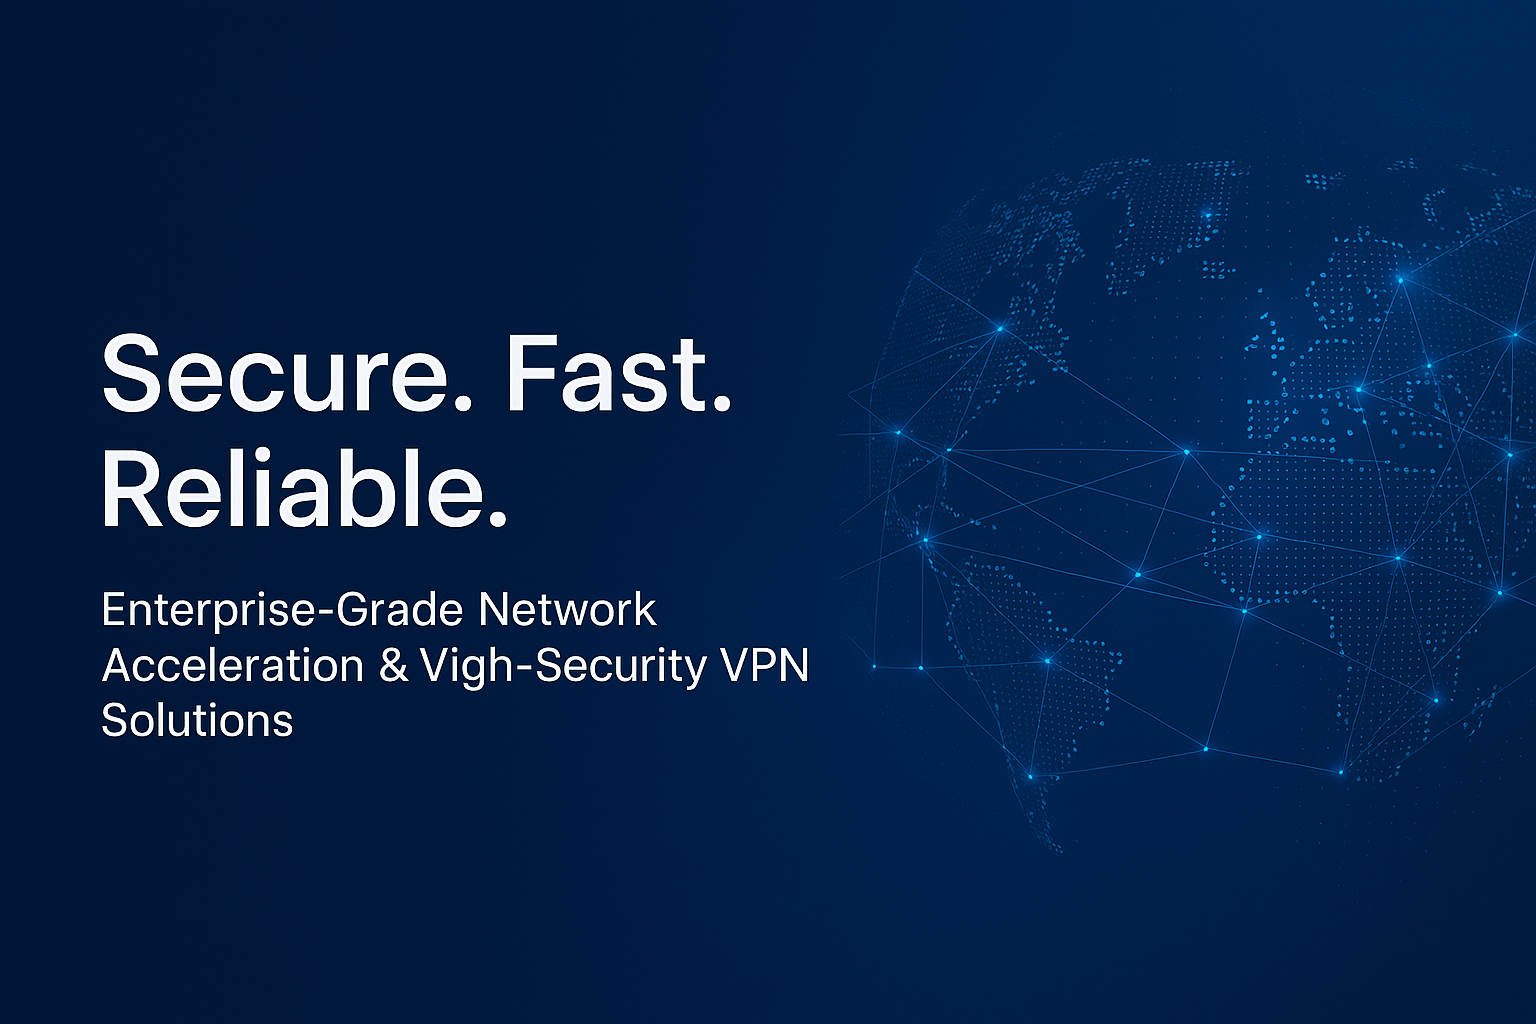 Secure. Fast.
Reliable.
Enterprise-Grade Network
Acceleration & Vigh-Security VPN
Solutions